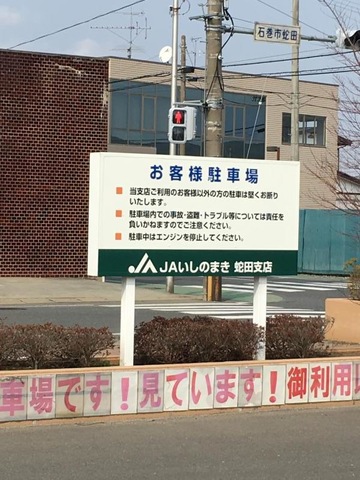 石巻市蛇田
お客様駐車場
当支店ご利用のお客様以外の方の駐車は堅くお断り
いたします。
駐車場内での事故・盗難・トラブル等については責任を
負いかねますのでご注意ください。
駐車中はエンジンを停止してください。
JAいしのまき 蛇田支店
車場です!見ています!御利用